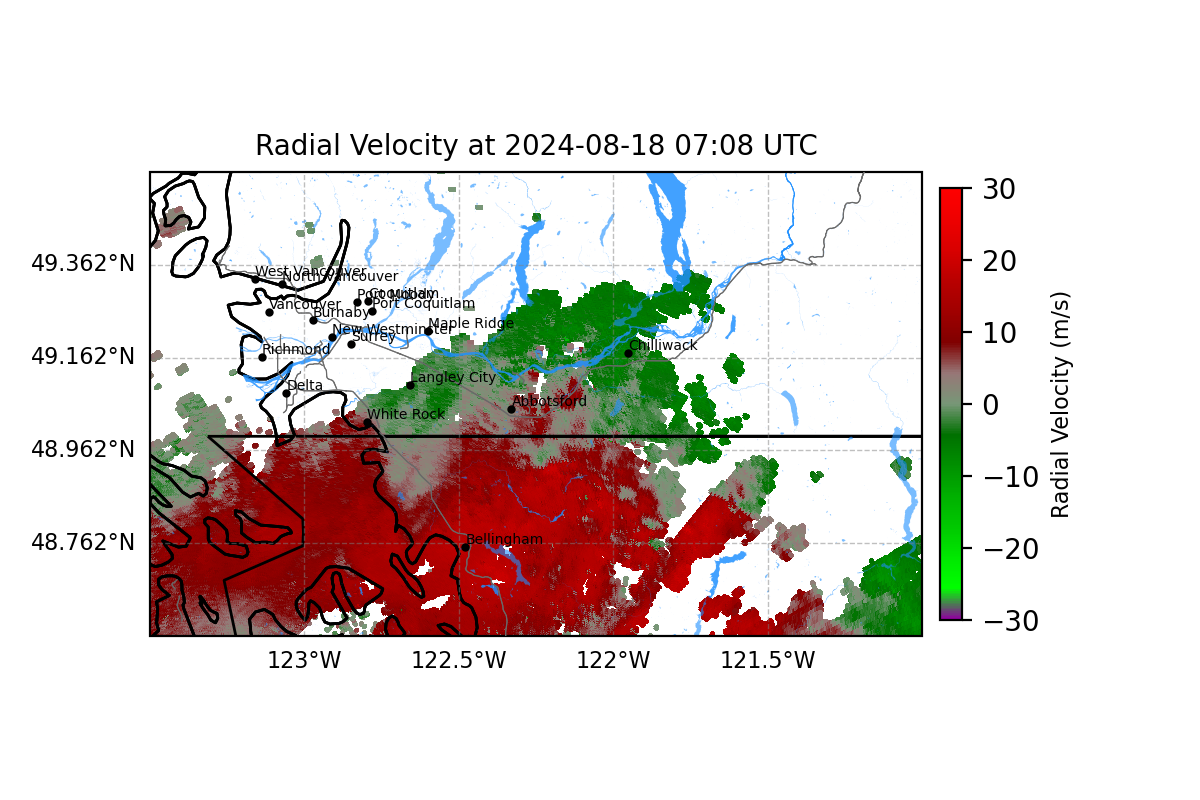 Radial Velocity at 2024-08-18 07:08 UTC
49.362°N
49.162°N
48.962°N
48.762°N
123°W
122.5°W
122°W
121.5°W
West Vancouver
North Vancouver
Coquitlam
Port Moody
Port Coquitlam
Vancouver
Burnaby
Maple Ridge
New Westminster
Surrey
Richmond
Chilliwack
Langley City
Delta
Abbotsford
White Rock
Bellingham
30
20
10
0
−10
−20
−30
Radial Velocity (m/s)